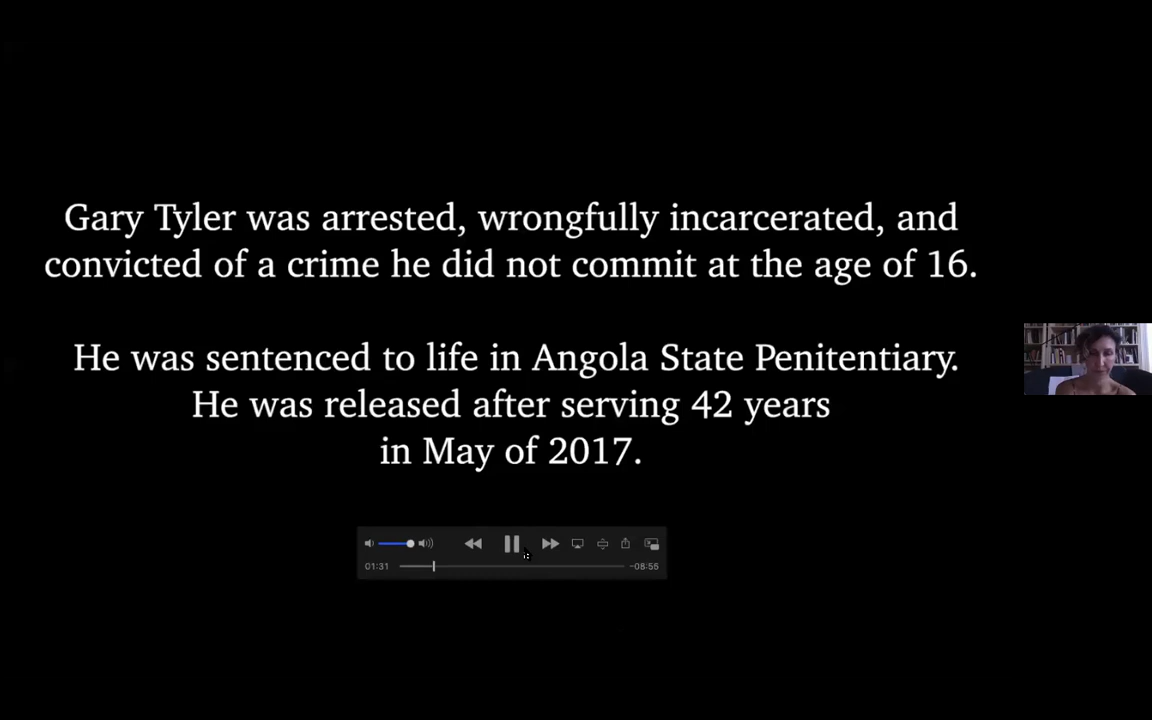 Gary Tyler was arrested, wrongfully incarcerated, and
convicted of a crime he did not commit at the age of 16.
He was sentenced to life in Angola State Penitentiary.
He was released after serving 42 years
in May of 2017.
01:31
-08:56